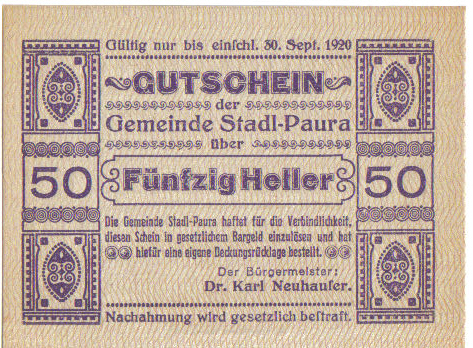 Gültig nur bis einschl. 30. Sept. 1920
GUTSCHEIN
der
Gemeinde Stadl-Paura
über
50 Fünfzig Heller 50
Die Gemeinde Stadl-Paura haftet für die Verbindlichkeit,
diesen Schein in gesetzlichem Bargeld einzulösen und hat
hiefür eine eigene Deckungsrücklage bestellt.
Der Bürgermeister:
Dr. Karl Neuhauser.
Nachahmung wird gesetzlich bestraft.